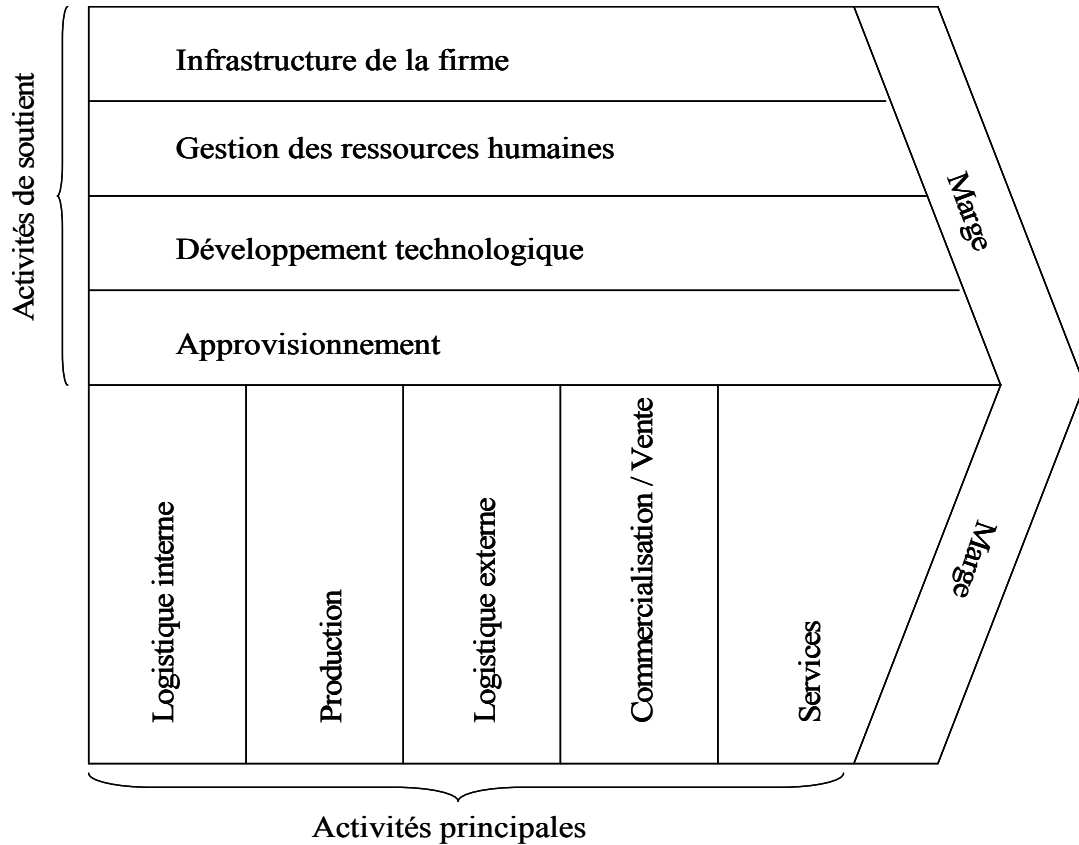 Activités de soutient
Infrastructure de la firme
Gestion des ressources humaines
Développement technologique
Approvisionnement
Marge
Logistique interne
Production
Logistique externe
Commercialisation / Vente
Services
Marge
Activités principales